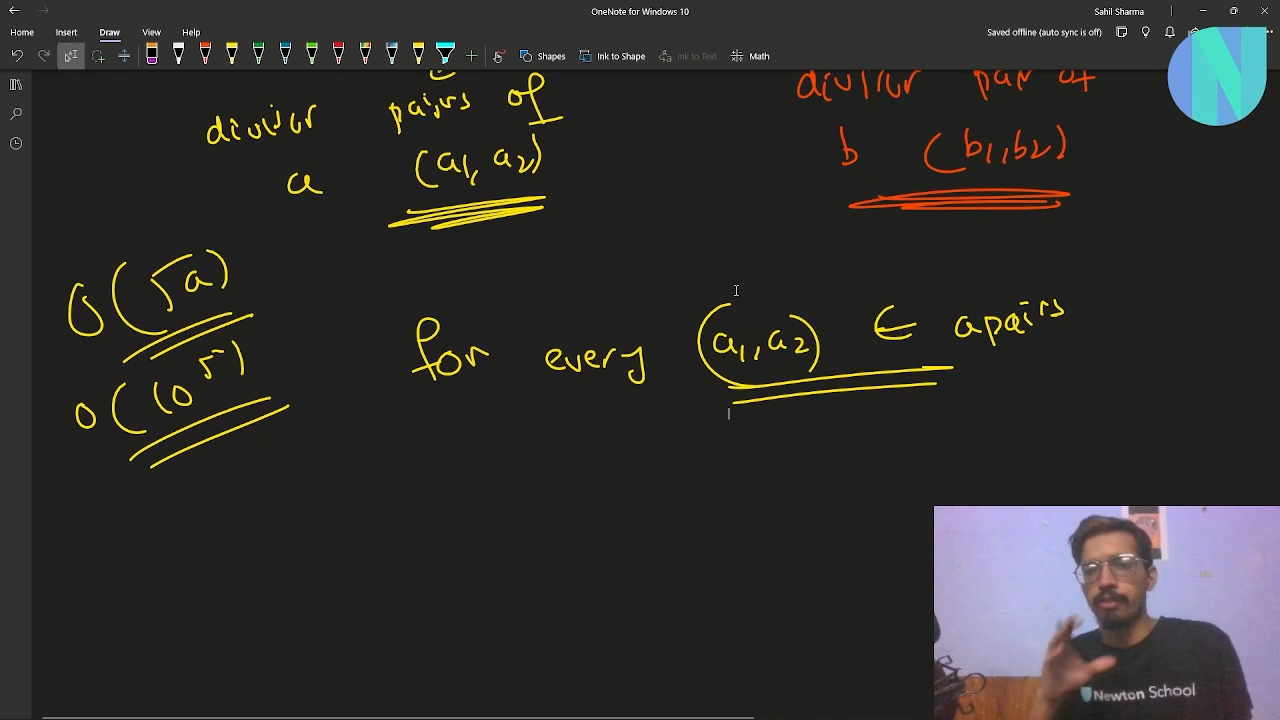 OneNote for Windows 10
Sahil Sharma
Home Insert Draw View Help
Saved offline (auto sync is off)
Shapes Ink to Shape Ink to Text Math
divisor pairs of
a (a1, a2)
divisor pair of
b (b1, b2)
O(√a)
O(10^5)
for every (a1, a2) ∈ apairs
Newton School